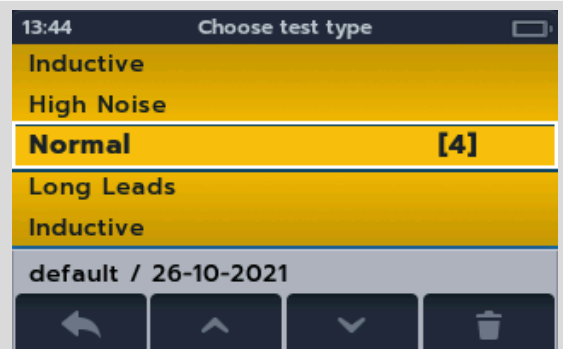 13:44 Choose test type
Inductive
High Noise
Normal [4]
Long Leads
Inductive
default / 26-10-2021